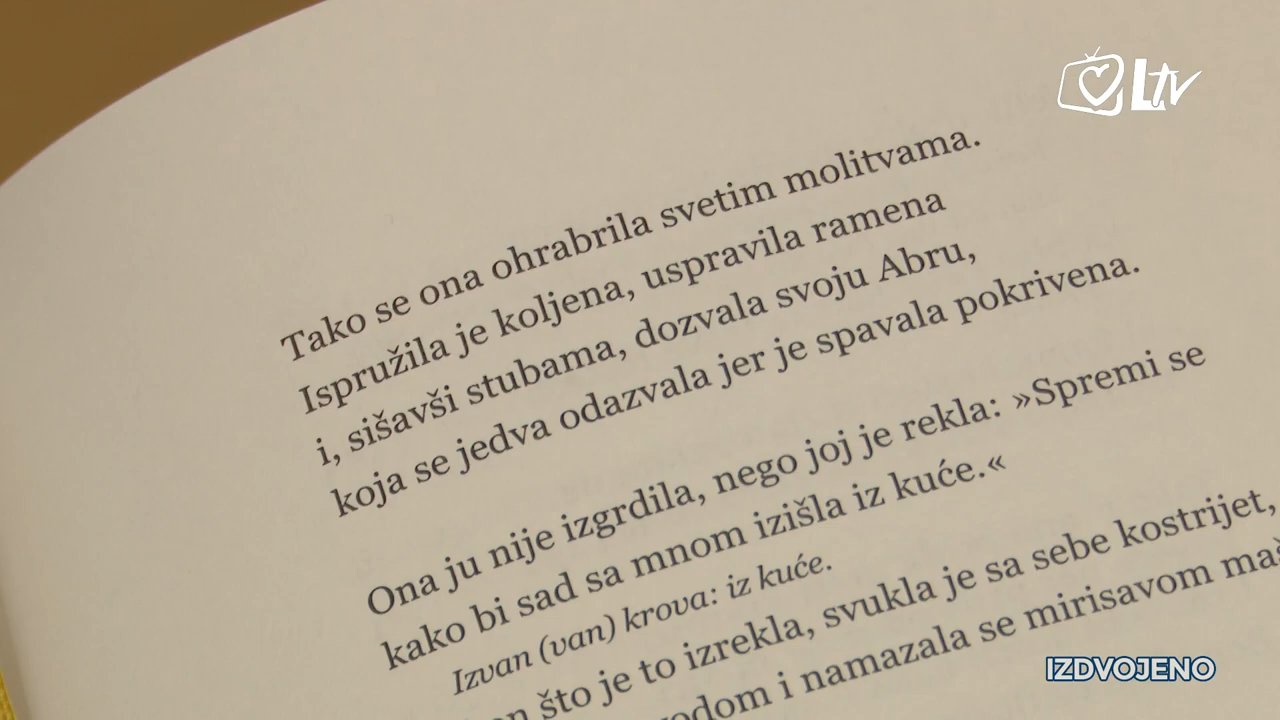 LTV
Tako se ona ohrabrila svetim molitvama.
Ispružila je koljena, uspravila ramena
i, sišavši stubama, dozvala svoju Abru,
koja se jedva odazvala jer je spavala pokrivena.
Ona ju nije izgrdila, nego joj je rekla: »Spremi se
kako bi sad sa mnom izišla iz kuće.«
Izvan (van) krova: iz kuće.
što je to izrekla, svukla je sa sebe kostrijet,
i namazala se mirisavom
IZDVOJENO